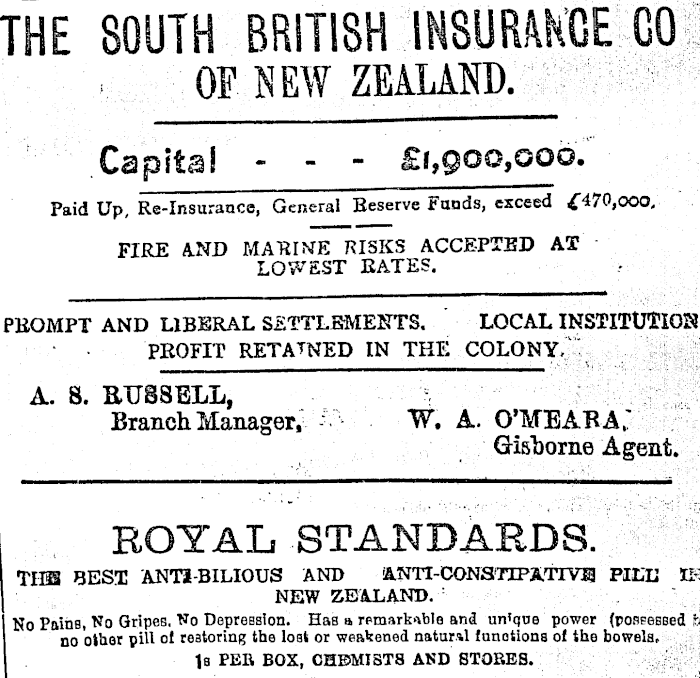 THE SOUTH BRITISH INSURANCE CO
OF NEW ZEALAND.
Capital - - - £1,900,000.
Paid Up, Re-Insurance, General Reserve Funds, exceed £470,000.
FIRE AND MARINE RISKS ACCEPTED AT
LOWEST RATES.
PROMPT AND LIBERAL SETTLEMENTS. LOCAL INSTITUTION
PROFIT RETAINED IN THE COLONY.
A. S. RUSSELL,
Branch Manager,
W. A. O'MEARA,
Gisborne Agent.
ROYAL STANDARDS.
THE BEST ANTI-BILIOUS AND ANTI-CONSTIPATIVE PILL IN
NEW ZEALAND.
No Pains, No Gripes, No Depression. Has a remarkable and unique power (possessed
no other pill of restoring the lost or weakened natural functions of the bowels.
1s PER BOX, CHEMISTS AND STORES.